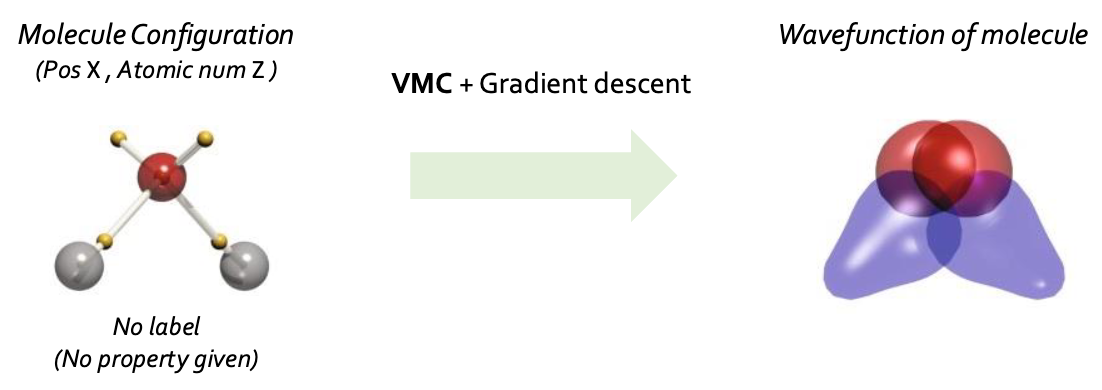 Molecule Configuration
(Pos X , Atomic num Z )
VMC + Gradient descent
Wavefunction of molecule
No label
(No property given)